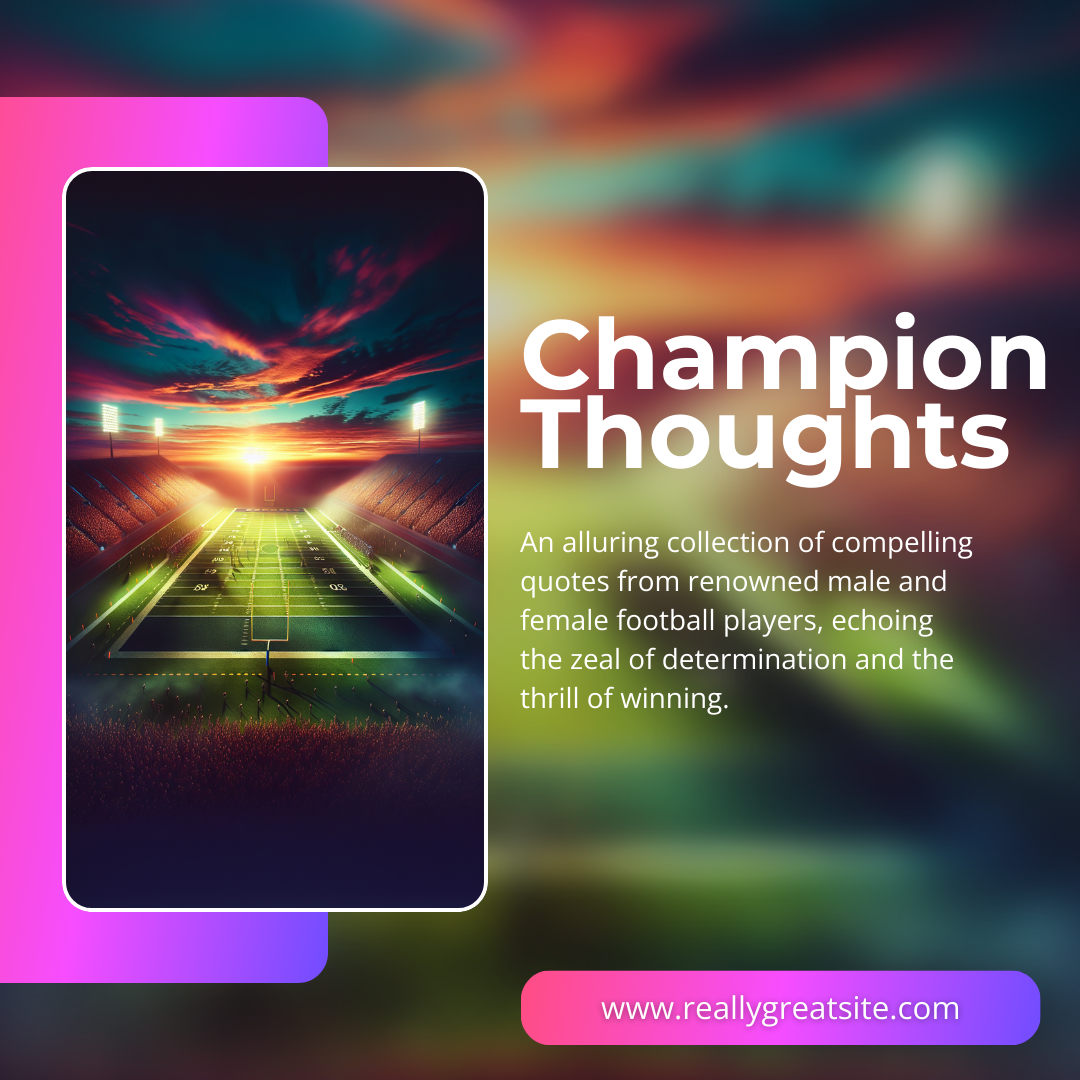 Champion
Thoughts
An alluring collection of compelling
quotes from renowned male and
female football players, echoing
the zeal of determination and the
thrill of winning.
www.reallygreatsite.com